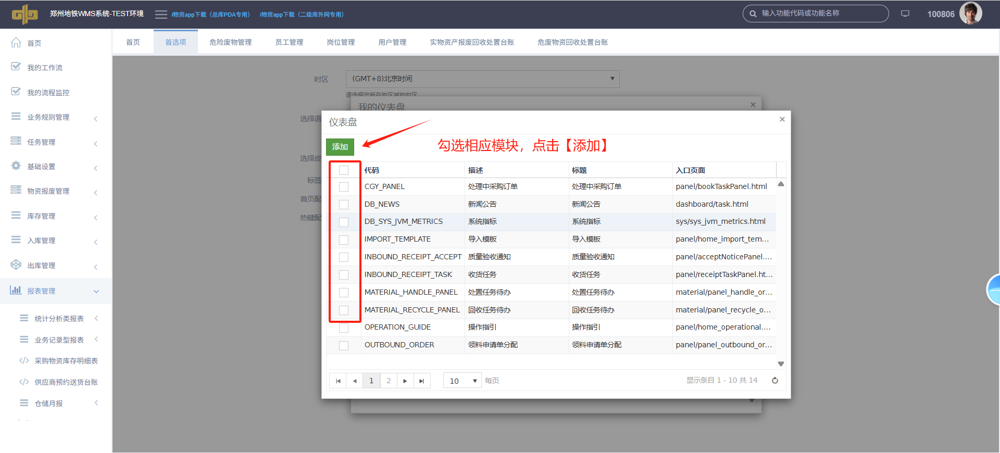 郑州地铁WMS系统-TEST环境
i物资app下载（总库PDA专用）
i物资app下载（二级库外网专用）
输入功能代码或功能名称
100806
首页
我的工作流
我的流程监控
业务规则管理
任务管理
基础设置
物资报废管理
库存管理
入库管理
出库管理
报表管理
统计分析类报表
业务记录型报表
采购物资库存明细表
供应商预约送货台账
仓储月报
首页 首选项 危险废物管理 员工管理 岗位管理 用户管理 实物资产报废回收处置台账 危废物资回收处置台账
时区 (GMT+8)北京时间
请选择您所在的区域的时区
我的仪表盘
选择语
选择皮
标签
首页配
热键配
仪表盘
添加
勾选相应模块，点击【添加】
代码 描述 标题 入口页面
CGY_PANEL 处理中采购订单 处理中采购订单 panel/bookTaskPanel.html
DB_NEWS 新闻公告 新闻公告 dashboard/task.html
DB_SYS_JVM_METRICS 系统指标 系统指标 sys/sys_jvm_metrics.html
IMPORT_TEMPLATE 导入模板 导入模板 panel/home_import_tem...
INBOUND_RECEIPT_ACCEPT 质量验收通知 质量验收通知 panel/acceptNoticePanel....
INBOUND_RECEIPT_TASK 收货任务 收货任务 panel/receiptTaskPanel.ht...
MATERIAL_HANDLE_PANEL 处置任务待办 处置任务待办 material/panel_handle_or...
MATERIAL_RECYCLE_PANEL 回收任务待办 回收任务待办 material/panel_recycle_o...
OPERATION_GUIDE 操作指引 操作指引 panel/home_operational....
OUTBOUND_ORDER 领料申请单分配 领料申请单分配 panel/panel_outbound_or...
1 2 10 每页 显示条目 1 - 10 共 14